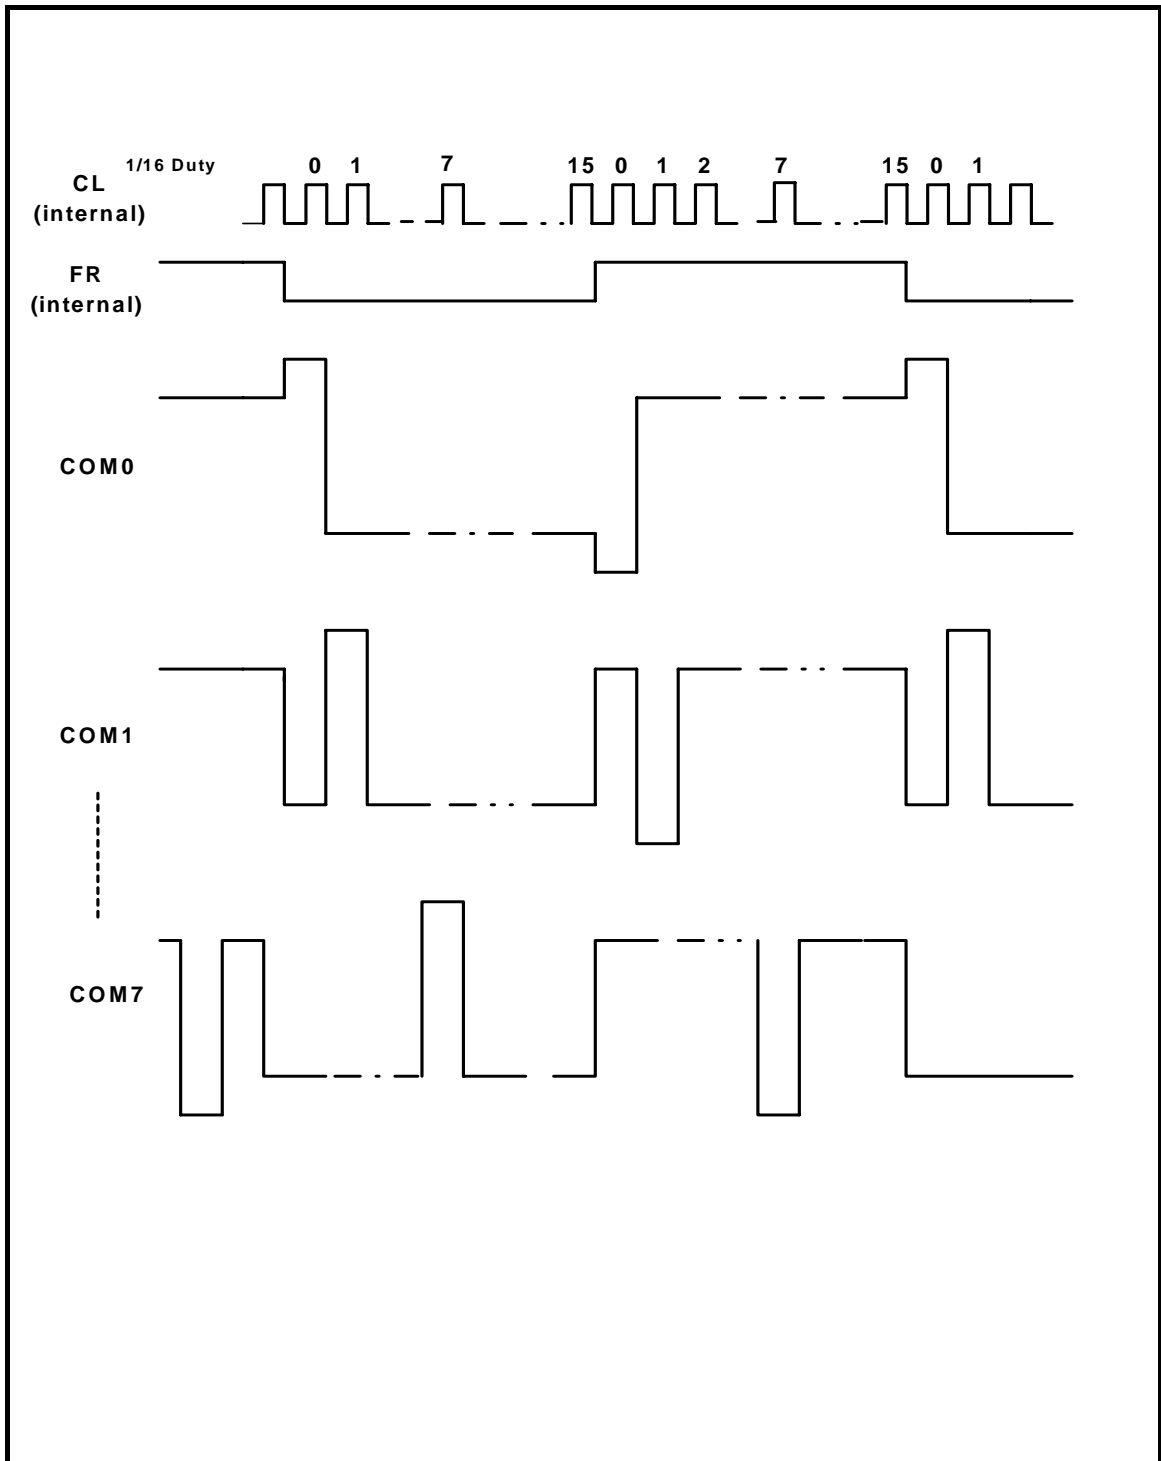 1/16 Duty 0 1 7 15 0 1 2 7 15 0 1
CL
(internal)
FR
(internal)
COM0
COM1
COM7